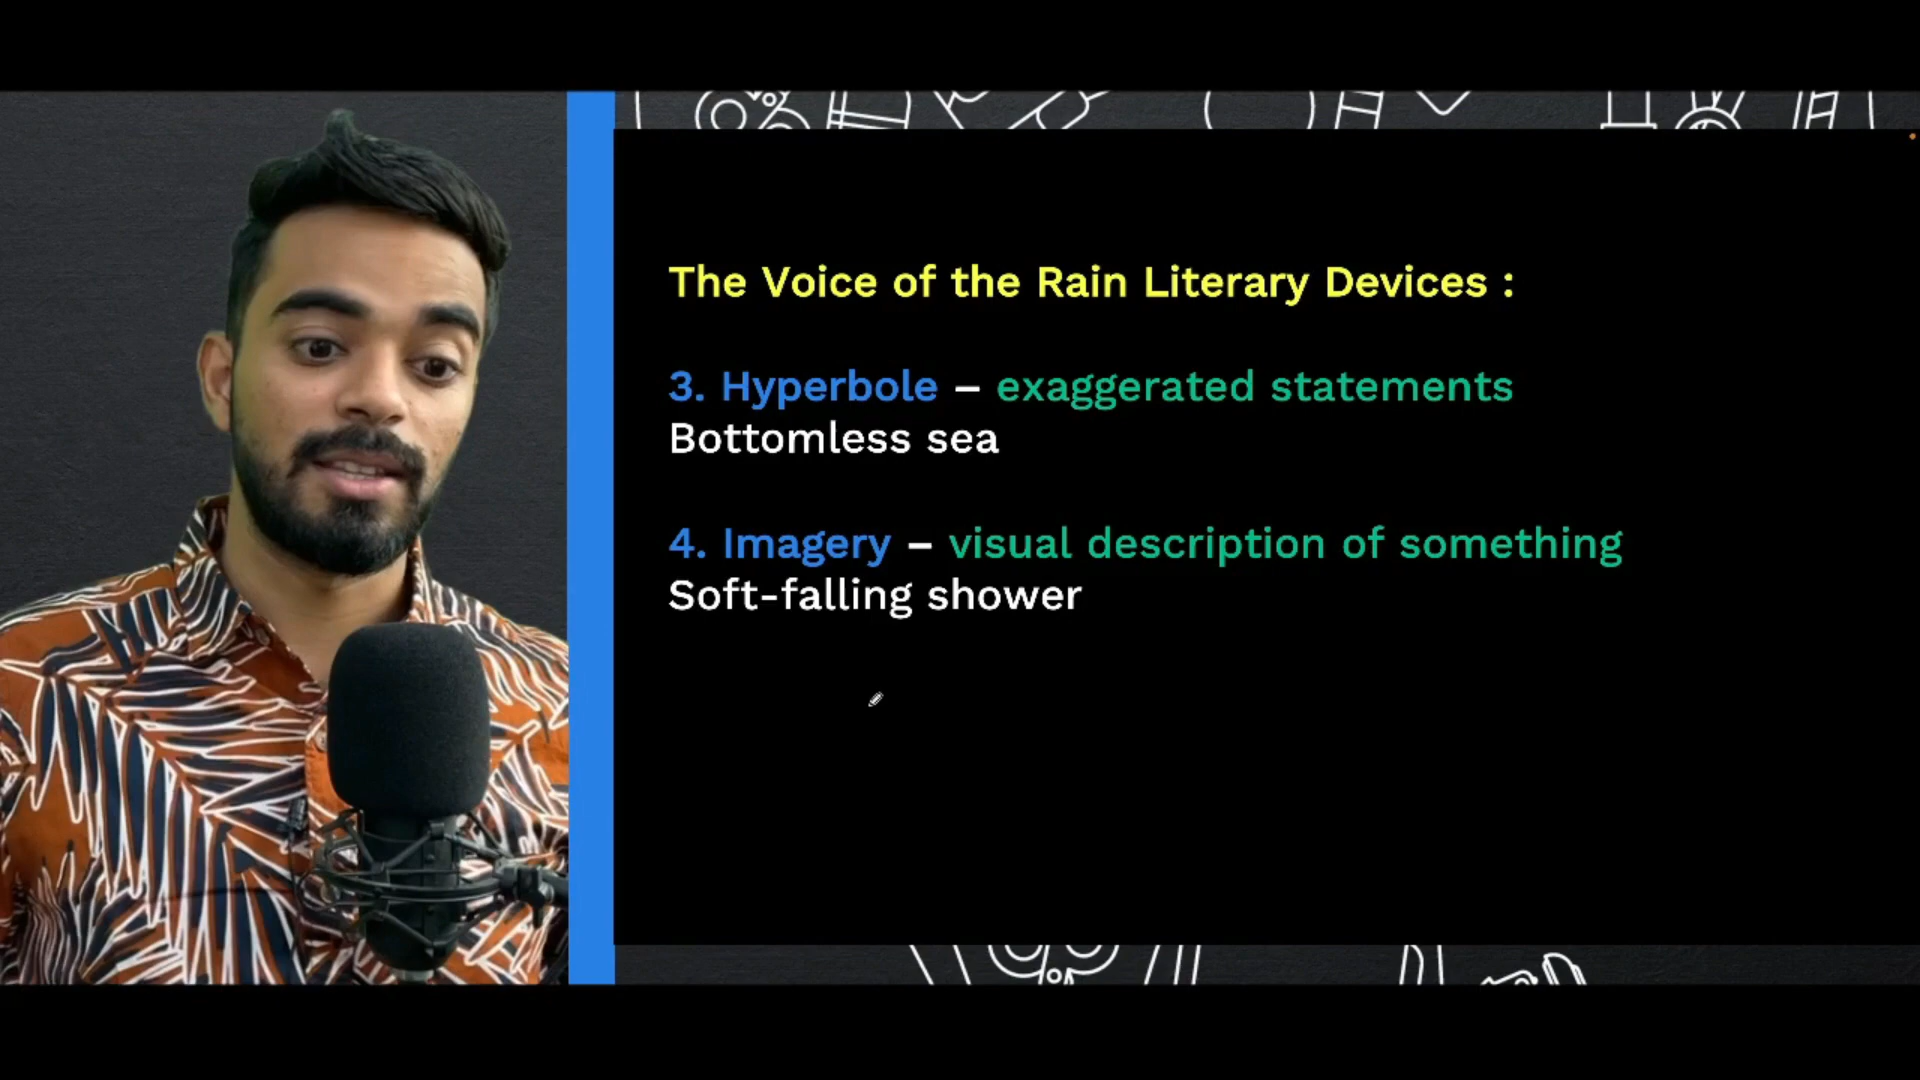 The Voice of the Rain Literary Devices :
3. Hyperbole – exaggerated statements
Bottomless sea
4. Imagery – visual description of something
Soft-falling shower